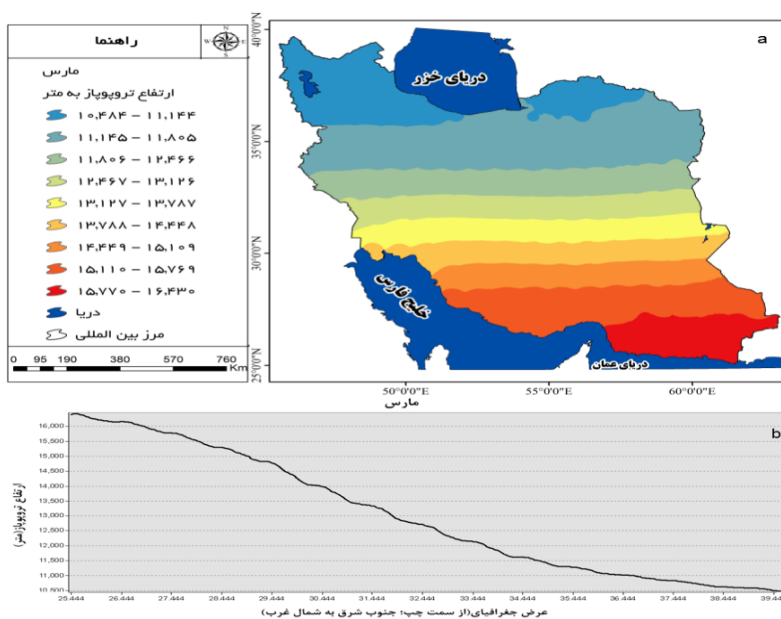 راهنما
N
W
E
S
مارس
ارتفاع تروپوپاز به متر
۱۰,۴۸۴ – ۱۱,۱۴۴
۱۱,۱۴۵ – ۱۱,۸۰۵
۱۱,۸۰۶ – ۱۲,۴۶۶
۱۲,۴۶۷ – ۱۳,۱۲۶
۱۳,۱۲۷ – ۱۳,۷۸۷
۱۳,۷۸۸ – ۱۴,۴۴۸
۱۴,۴۴۹ – ۱۵,۱۰۹
۱۵,۱۱۰ – ۱۵,۷۶۹
۱۵,۷۷۰ – ۱۶,۴۳۰
دریا
مرز بین المللی
0 95 190 380 570 760
Km
a
40°0'0"N
35°0'0"N
30°0'0"N
25°0'0"N
دریای خزر
خلیج فارس
دریای عمان
50°0'0"E 55°0'0"E 60°0'0"E
مارس
b
ارتفاع تروپوپاز(متر)
16,000
15,500
15,000
14,500
14,000
13,500
13,000
12,500
12,000
11,500
11,000
10,500
25.444 26.444 27.444 28.444 29.444 30.444 31.444 32.444 33.444 34.444 35.444 36.444 37.444 38.444 39.444
عرض جغرافیای(از سمت چپ؛ جنوب شرق به شمال غرب)